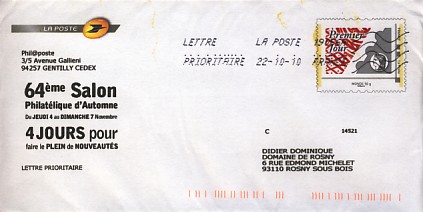 LA POSTE
Phil@poste
3/5 Avenue Gallieni
94257 GENTILLY CEDEX
64ème Salon
Philatélique d'Automne
Du JEUDI 4 au DIMANCHE 7 Novembre
4 JOURS pour
faire le PLEIN de NOUVEAUTÉS
LETTRE PRIORITAIRE
LETTRE LA POSTE
PRIORITAIRE 22-10-10
Premier
Jour
C 14521
DIDIER DOMINIQUE
DOMAINE DE ROSNY
6 RUE EDMOND MICHELET
93110 ROSNY SOUS BOIS